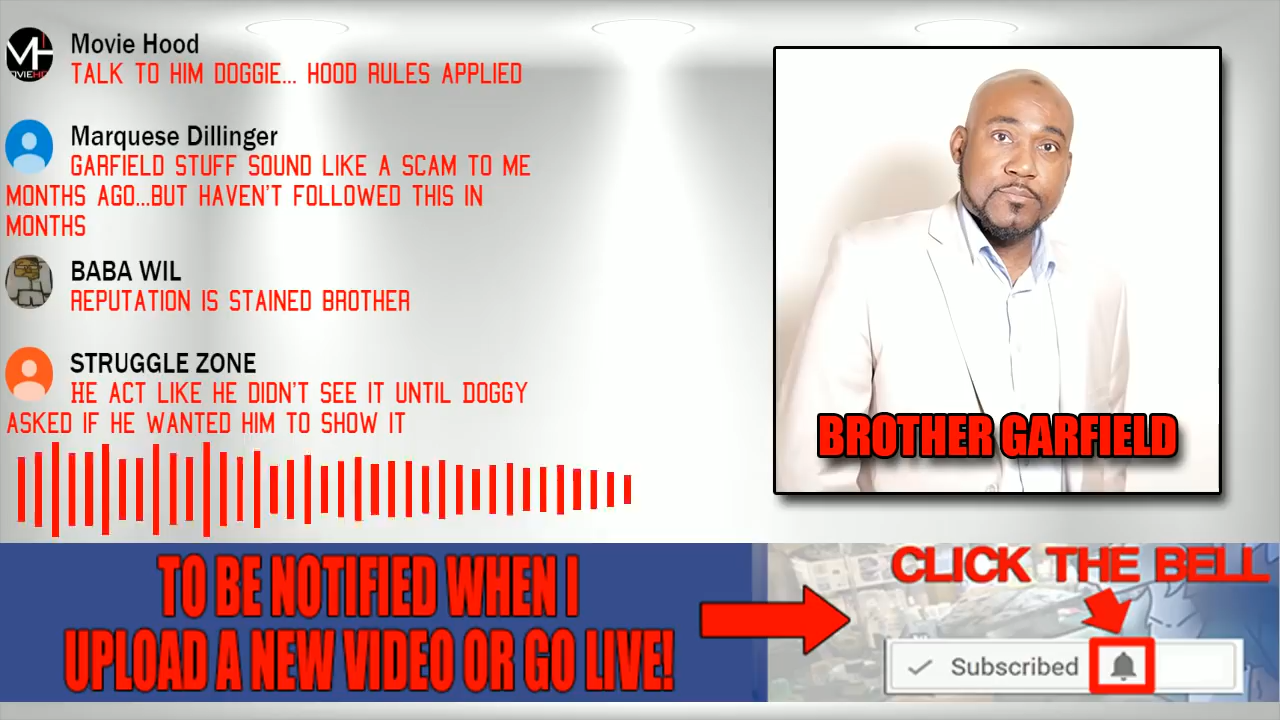 Movie Hood
TALK TO HIM DOGGIE... HOOD RULES APPLIED
Marquese Dillinger
GARFIELD STUFF SOUND LIKE A SCAM TO ME
MONTHS AGO...BUT HAVEN'T FOLLOWED THIS IN
MONTHS
BABA WIL
REPUTATION IS STAINED BROTHER
STRUGGLE ZONE
HE ACT LIKE HE DIDN'T SEE IT UNTIL DOGGY
ASKED IF HE WANTED HIM TO SHOW IT
BROTHER GARFIELD
TO BE NOTIFIED WHEN I
UPLOAD A NEW VIDEO OR GO LIVE!
CLICK THE BELL
Subscribed